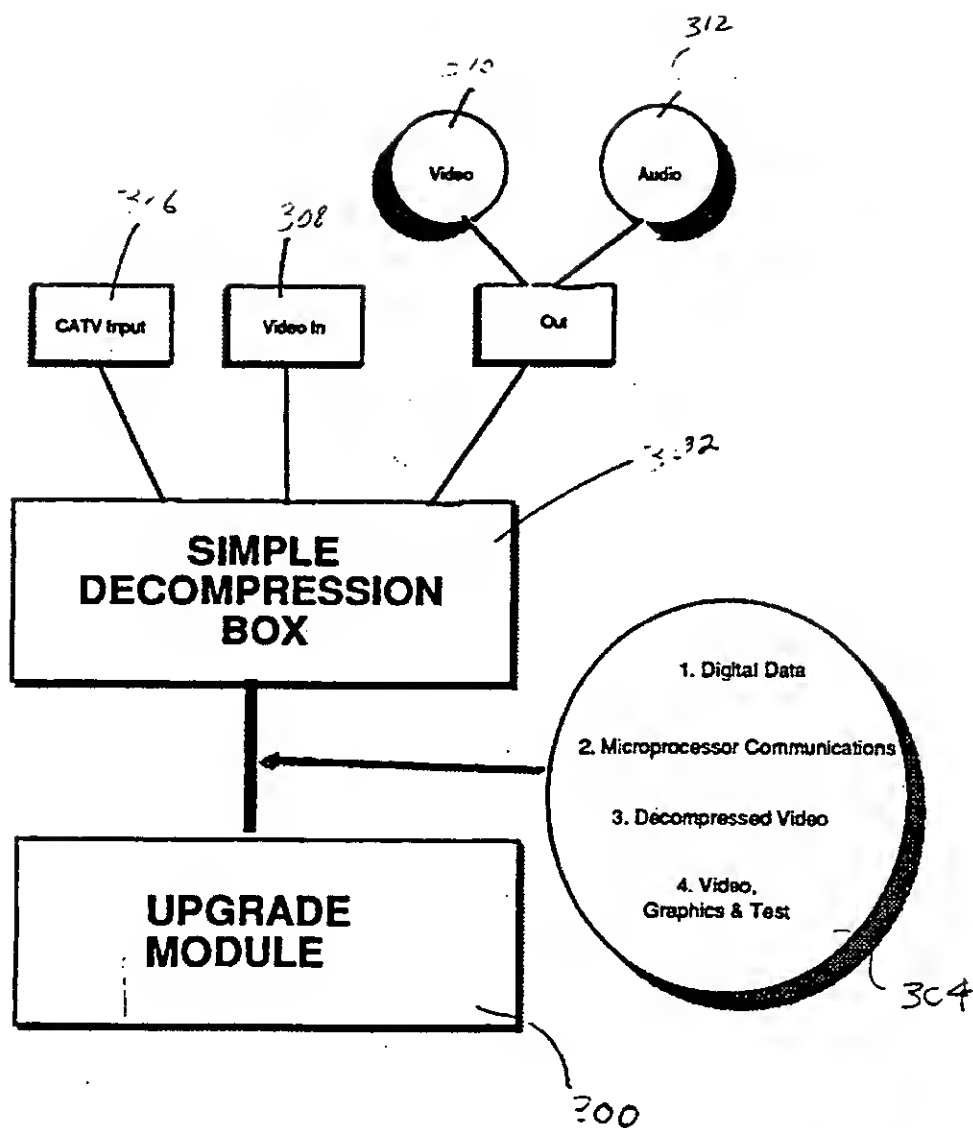 312
Video
Audio
308
CATV Input
Video In
Out
SIMPLE
DECOMPRESSION
BOX
1. Digital Data
2. Microprocessor Communications
3. Decompressed Video
4. Video,
Graphics & Test
UPGRADE
MODULE
304